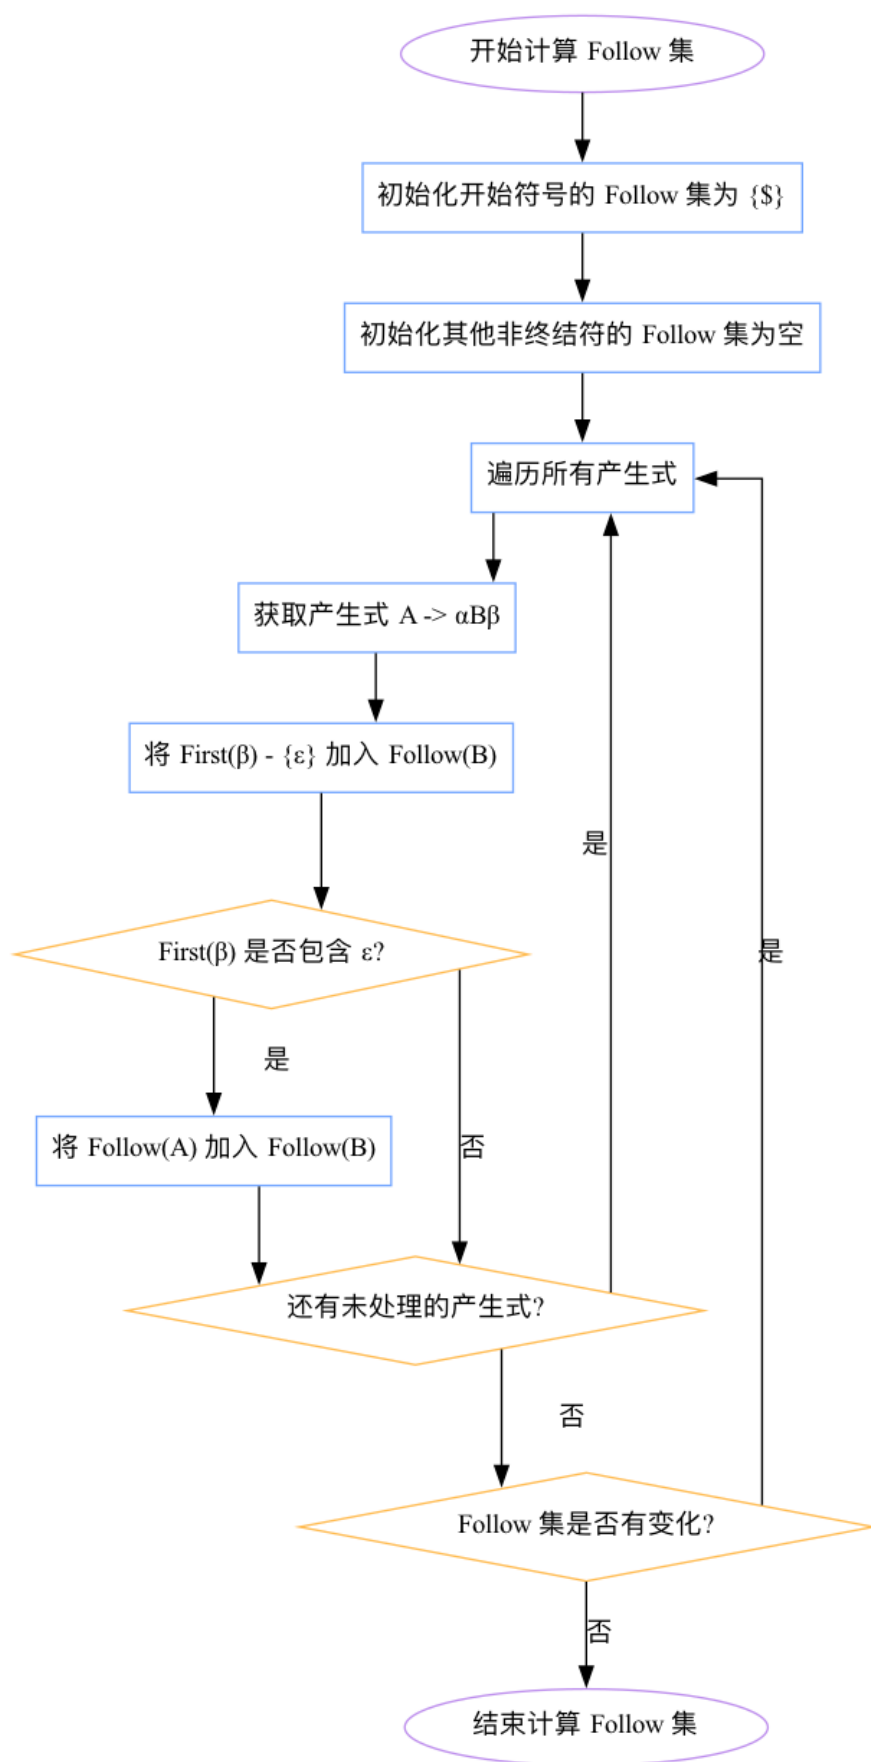 开始计算 Follow 集
初始化开始符号的 Follow 集为 {$}
初始化其他非终结符的 Follow 集为空
遍历所有产生式
获取产生式 A -> αBβ
将 First(β) - {ε} 加入 Follow(B)
是
First(β) 是否包含 ε?
是
是
将 Follow(A) 加入 Follow(B)
否
还有未处理的产生式?
否
Follow 集是否有变化?
否
结束计算 Follow 集